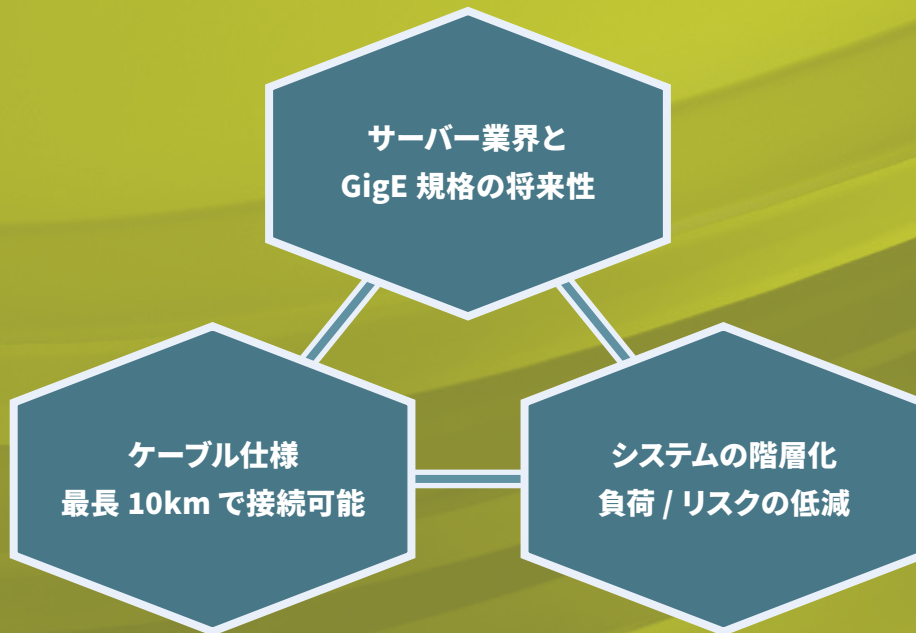 サーバー業界と
GigE 規格の将来性
ケーブル仕様
最長 10km で接続可能
システムの階層化
負荷 / リスクの低減